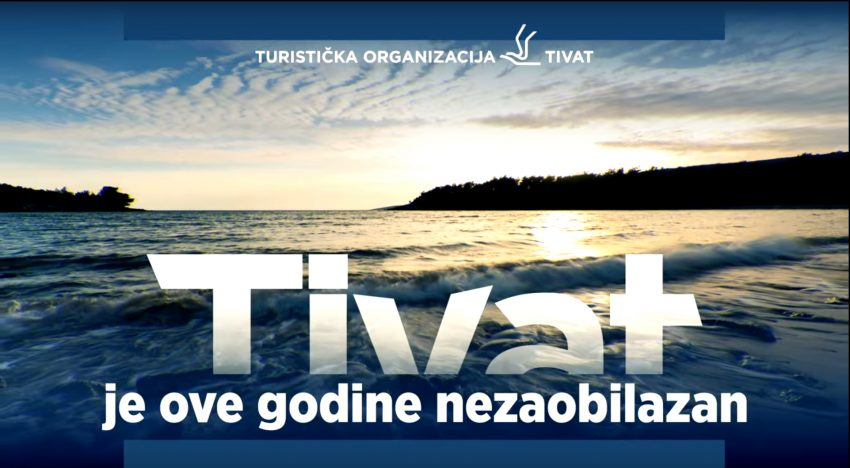 TURISTIČKA ORGANIZACIJA TIVAT
Tivat
je ove godine nezaobilazan